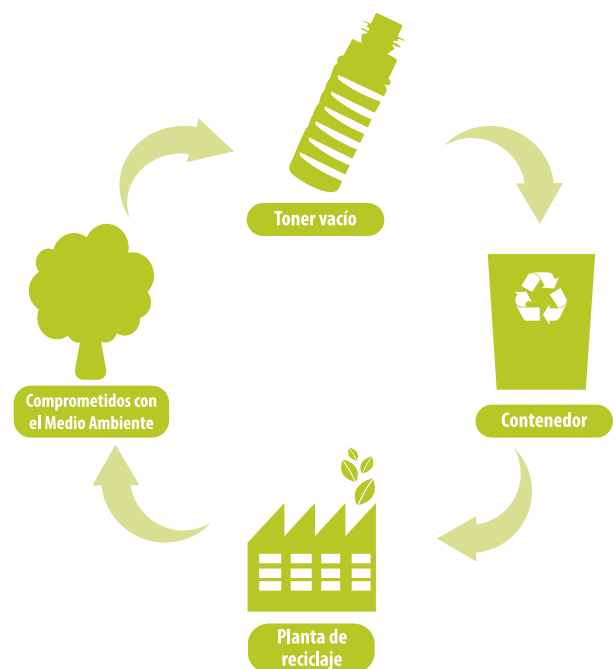 Toner vacío
Contenedor
Planta de
reciclaje
Comprometidos con
el Medio Ambiente